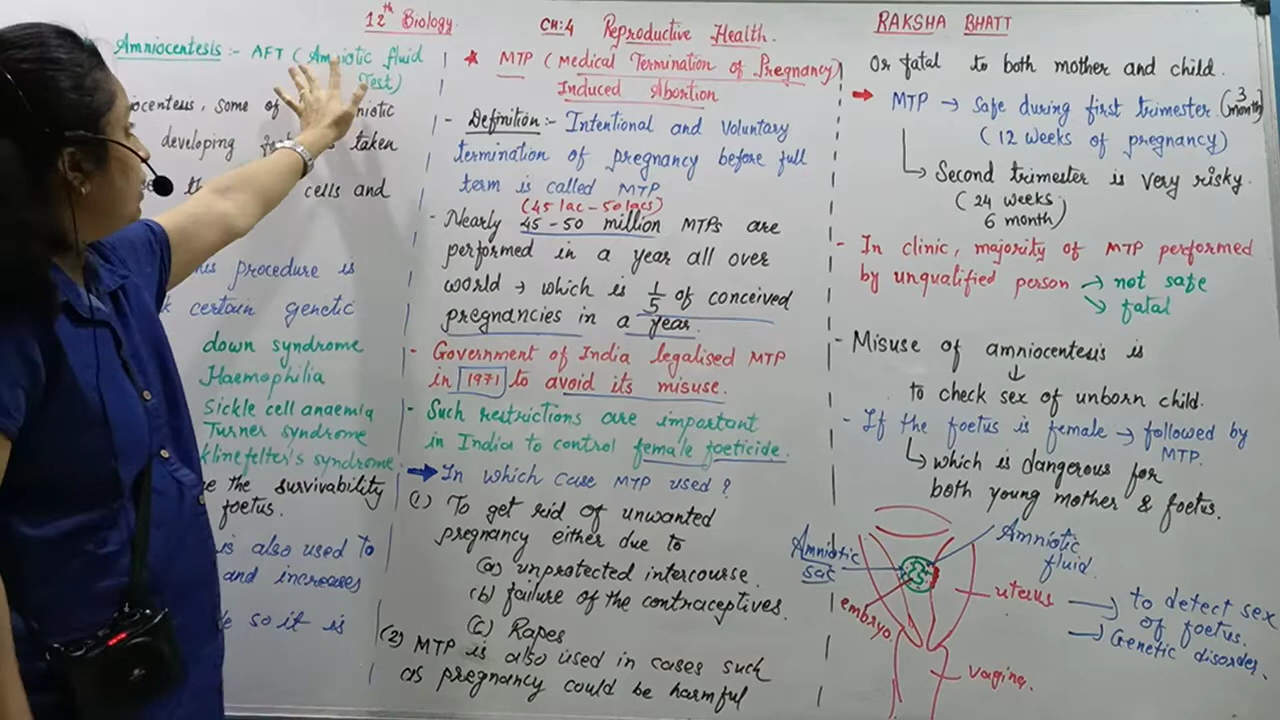 12th Biology.
CH:4 Reproductive Health.
RAKSHA BHATT
Amniocentesis :- AFT (Amniotic fluid
Test)
some of
developing
taken
cells and
procedure is
certain genetic
down syndrome
Haemophilia
Sickle cell anaemia
Turner syndrome
klinefelter's syndrome
the survivability
foetus.
is also used to
and increases
so it is
* MTP (Medical Termination of Pregnancy)
Induced Abortion
- Definition:- Intentional and voluntary
termination of pregnancy before full
term is called MTP
(45 lac - 50 lacs)
- Nearly 45-50 million MTPs are
performed in a year all over
world → which is 1/5 of conceived
pregnancies in a year.
- Government of India legalised MTP
in 1971 to avoid its misuse.
- Such restrictions are important
in India to control female foeticide.
→ In which case MTP used ?
(1) To get rid of unwanted
pregnancy either due to
(a) unprotected intercourse.
(b) failure of the contraceptives.
(c) Rapes
(2) MTP is also used in cases such
as pregnancy could be harmful
Or fatal to both mother and child.
→ MTP → Safe during first trimester (3 month)
(12 weeks of pregnancy)
↳ Second trimester is very risky.
(24 weeks
6 month)
- In clinic, majority of MTP performed
by unqualified person → not safe
↘ fatal
- Misuse of amniocentesis is
↓
to check sex of unborn child.
- If the foetus is female → followed by
MTP.
↳ which is dangerous for
both young mother & foetus.
Amniotic
sac
Amniotic
fluid.
embryo
uterus
→ to detect sex
of foetus.
→ Genetic disorder.
vagina.